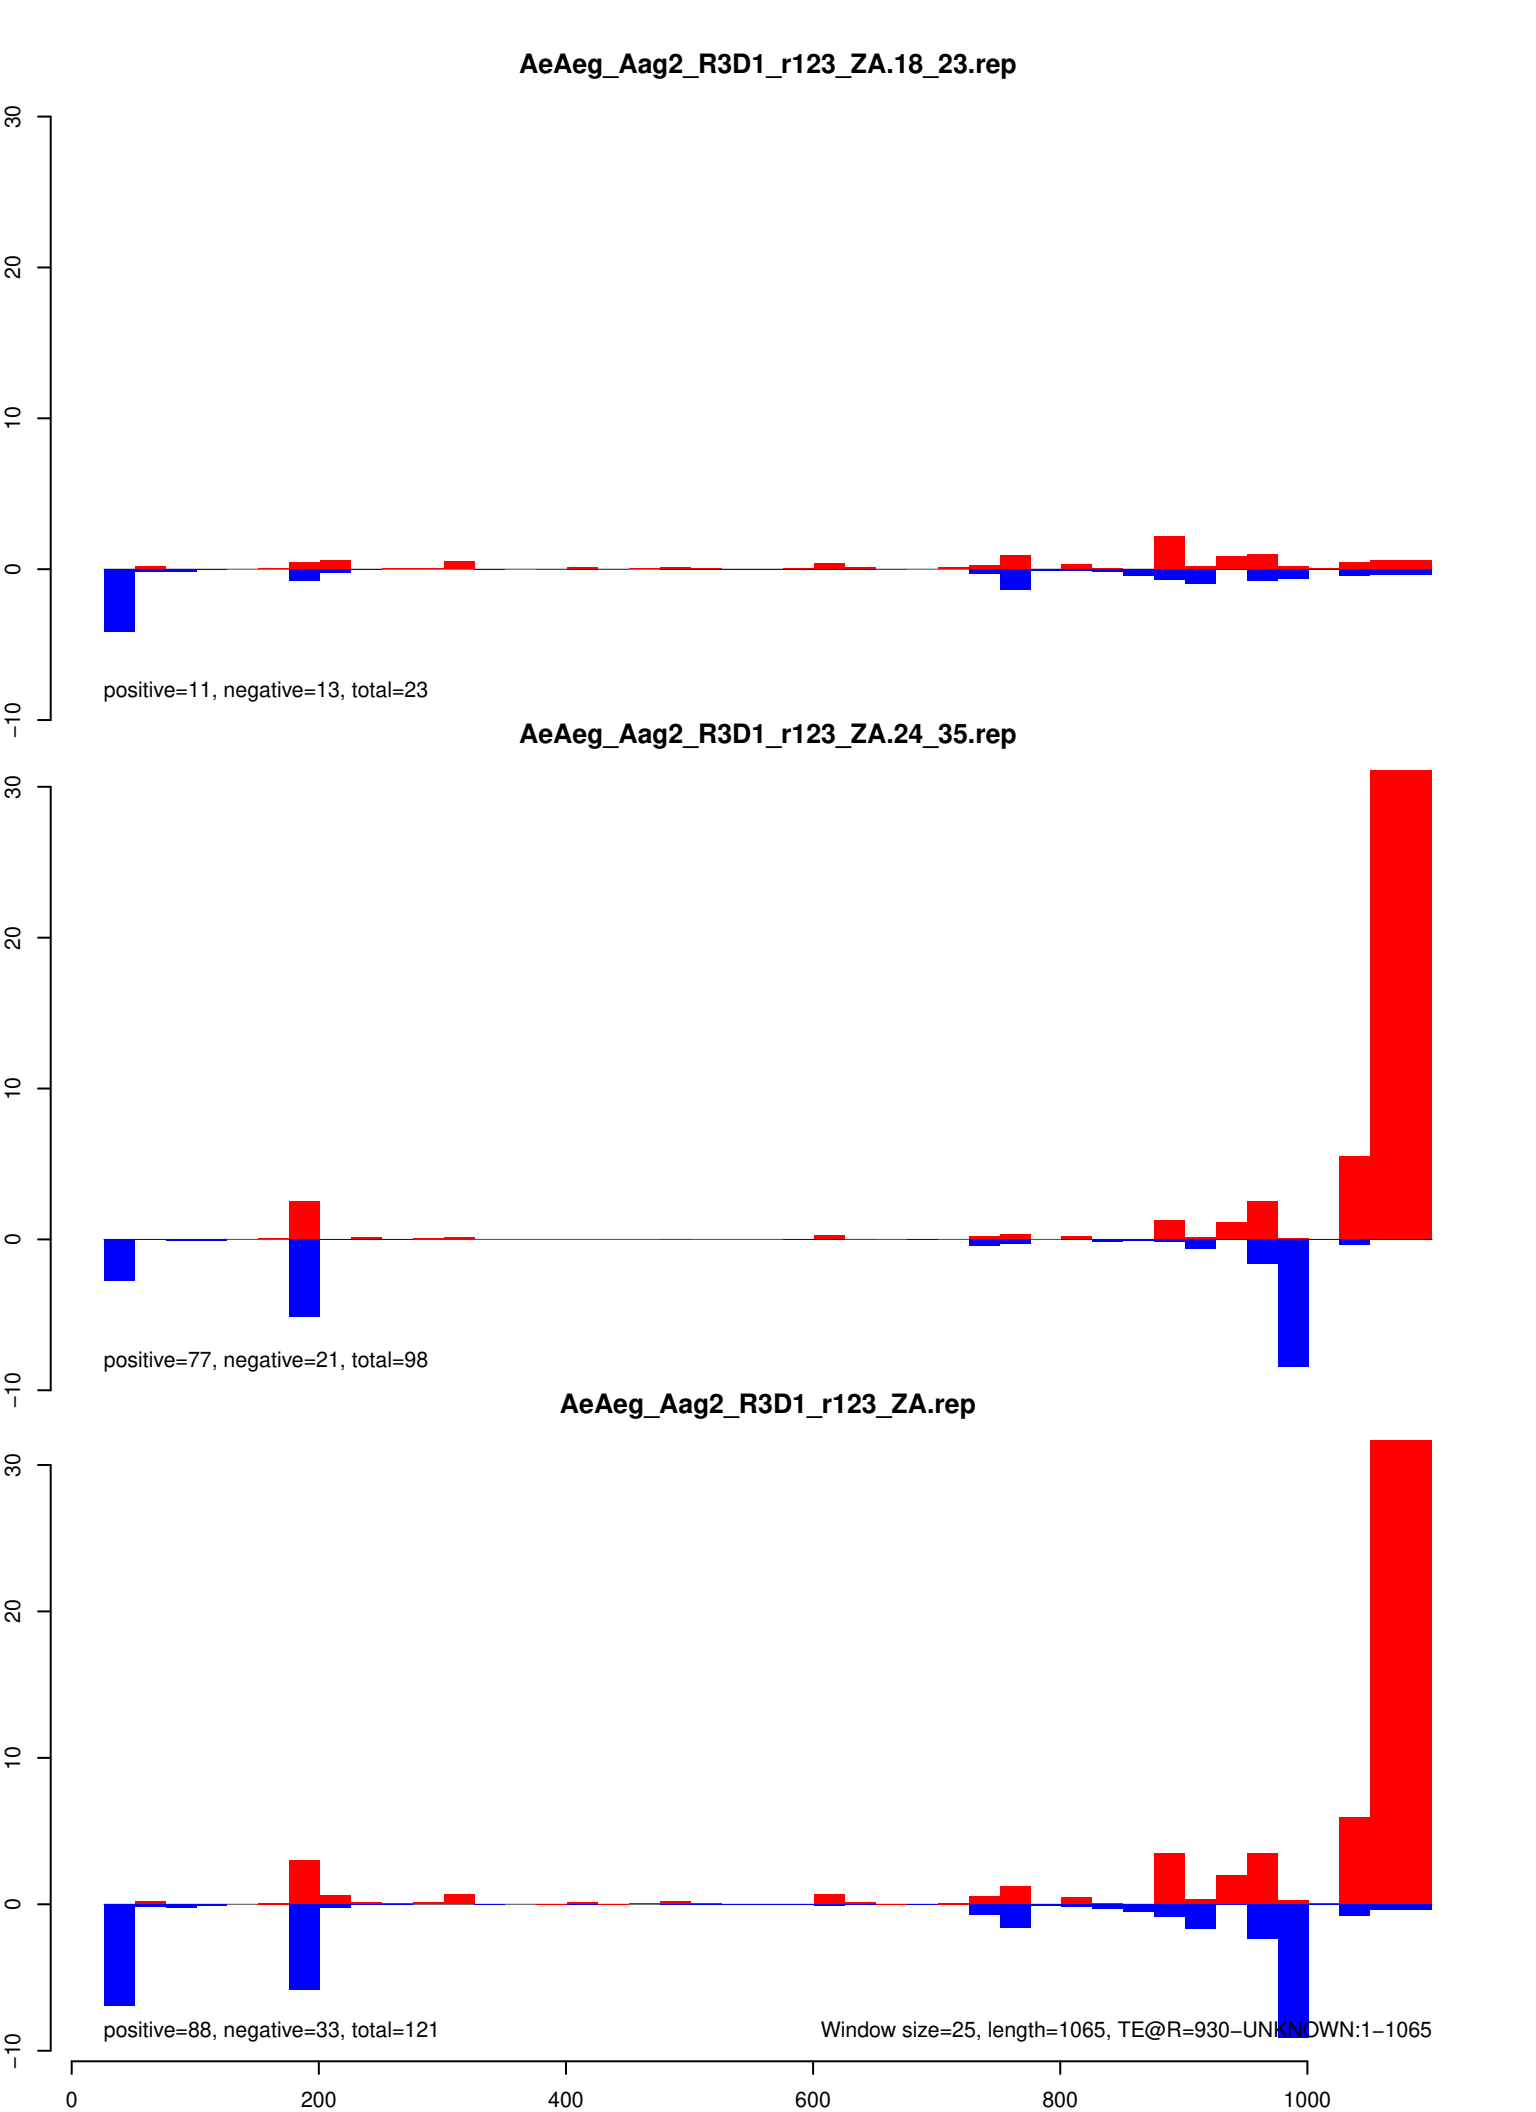 AeAeg_Aag2_R3D1_r123_ZA.18_23.rep
30
20
10
0
−10
positive=11, negative=13, total=23
AeAeg_Aag2_R3D1_r123_ZA.24_35.rep
30
20
10
0
−10
positive=77, negative=21, total=98
AeAeg_Aag2_R3D1_r123_ZA.rep
30
20
10
0
−10
positive=88, negative=33, total=121
Window size=25, length=1065, TE@R=930−UNKNOWN:1−1065
0 200 400 600 800 1000